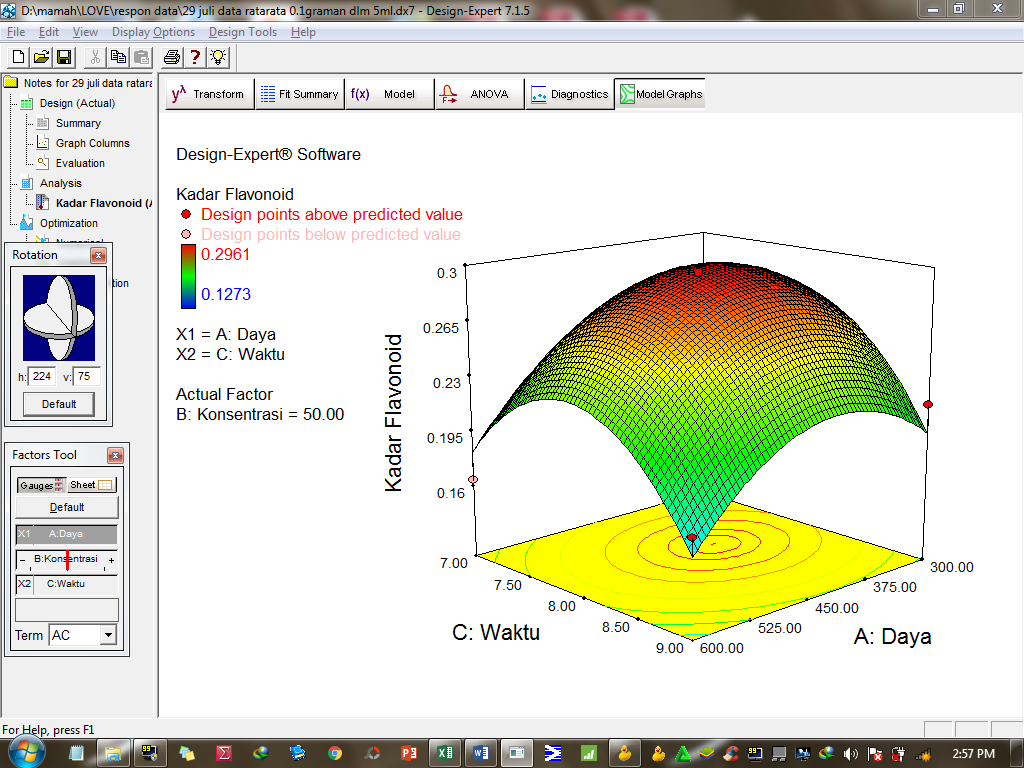 D:\mamah\LOVE\respon data\29 juli data ratarata 0.1graman dlm 5ml.dx7 - Design-Expert 7.1.5
File Edit View Display Options Design Tools Help
Notes for 29 juli data ratara
Design (Actual)
Summary
Graph Columns
Evaluation
Analysis
Kadar Flavonoid (A
Optimization
Rotation
h: 224 v: 75
Default
Factors Tool
Gauges Sheet
Default
X1 A:Daya
− B:Konsentrasi +
X2 C:Waktu
Term AC
yλ Transform Fit Summary f(x) Model ANOVA Diagnostics Model Graphs
Design-Expert® Software
Kadar Flavonoid
Design points above predicted value
Design points below predicted value
0.2961
0.1273
X1 = A: Daya
X2 = C: Waktu
Actual Factor
B: Konsentrasi = 50.00
Kadar Flavonoid
0.3
0.265
0.23
0.195
0.16
7.00
7.50
8.00
8.50
9.00
C: Waktu
600.00
525.00
450.00
375.00
300.00
A: Daya
For Help, press F1
2:57 PM